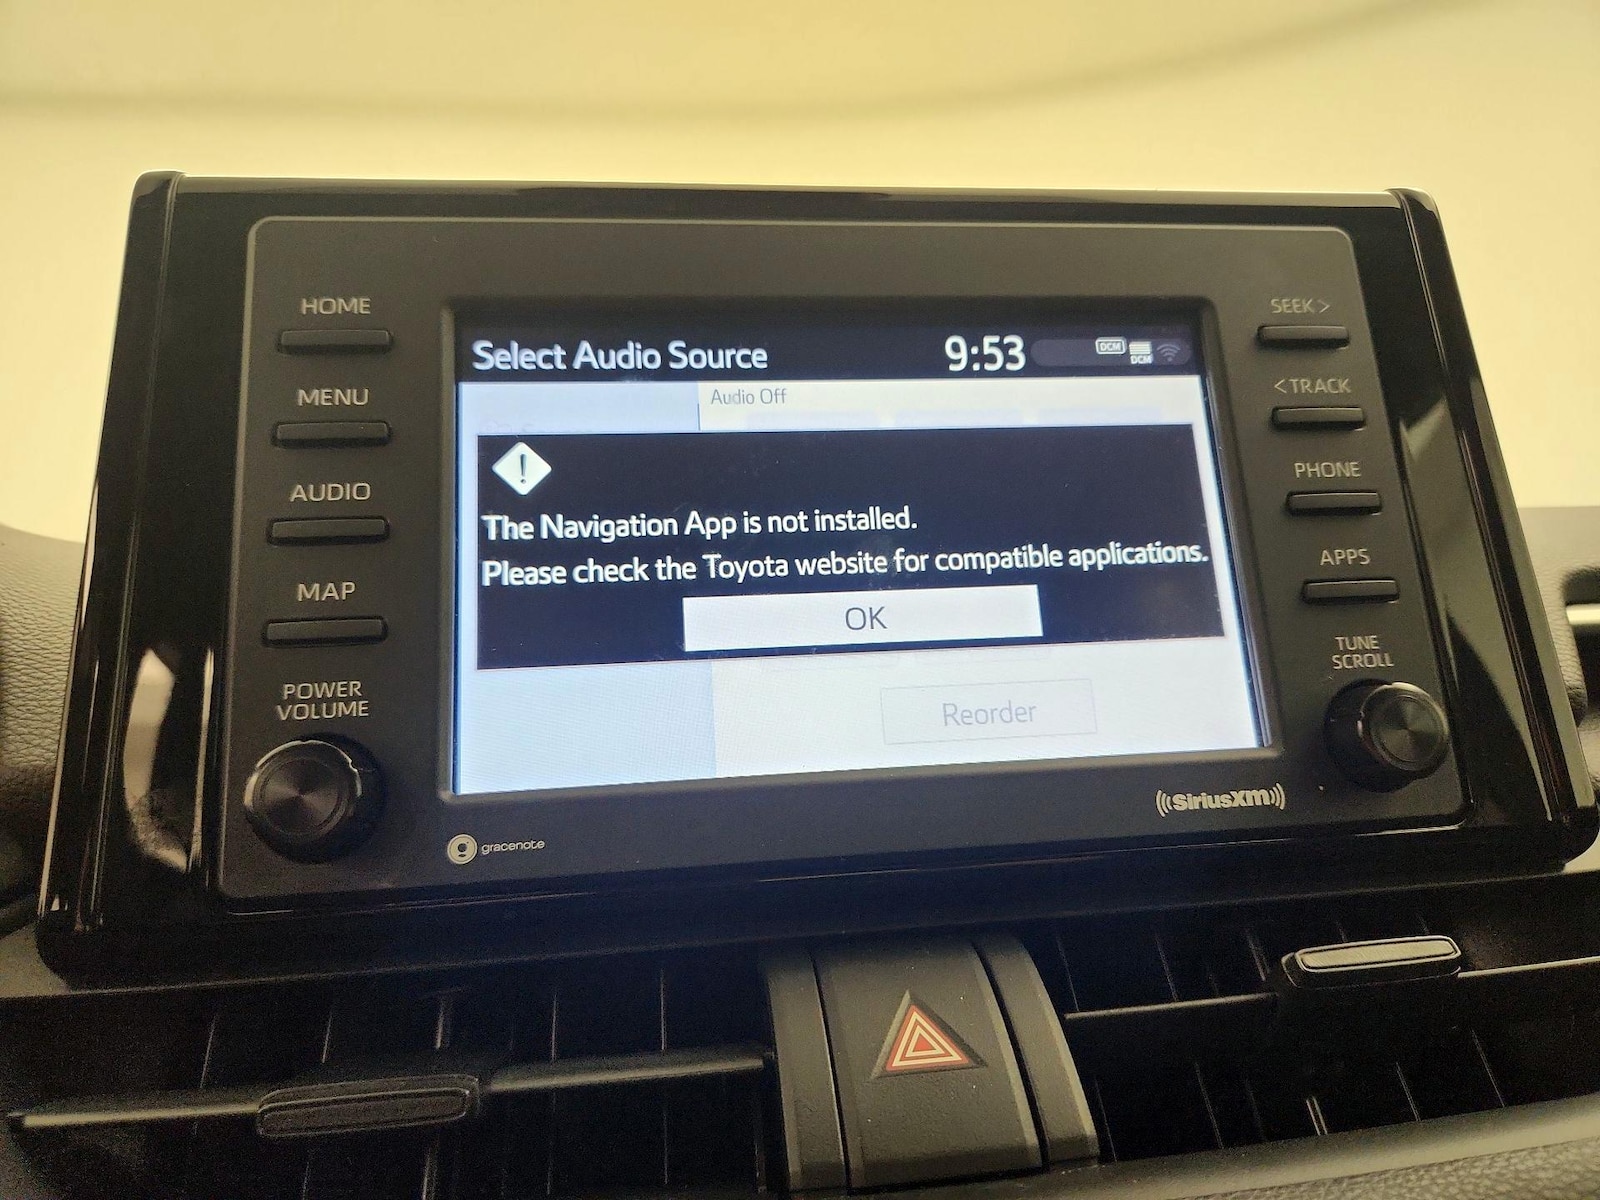 HOME
MENU
AUDIO
MAP
POWER
VOLUME
Select Audio Source
9:53
DCM
DCM
Audio Off
!
The Navigation App is not installed.
Please check the Toyota website for compatible applications.
OK
Reorder
gracenote
SiriusXM
SEEK >
< TRACK
PHONE
APPS
TUNE
SCROLL